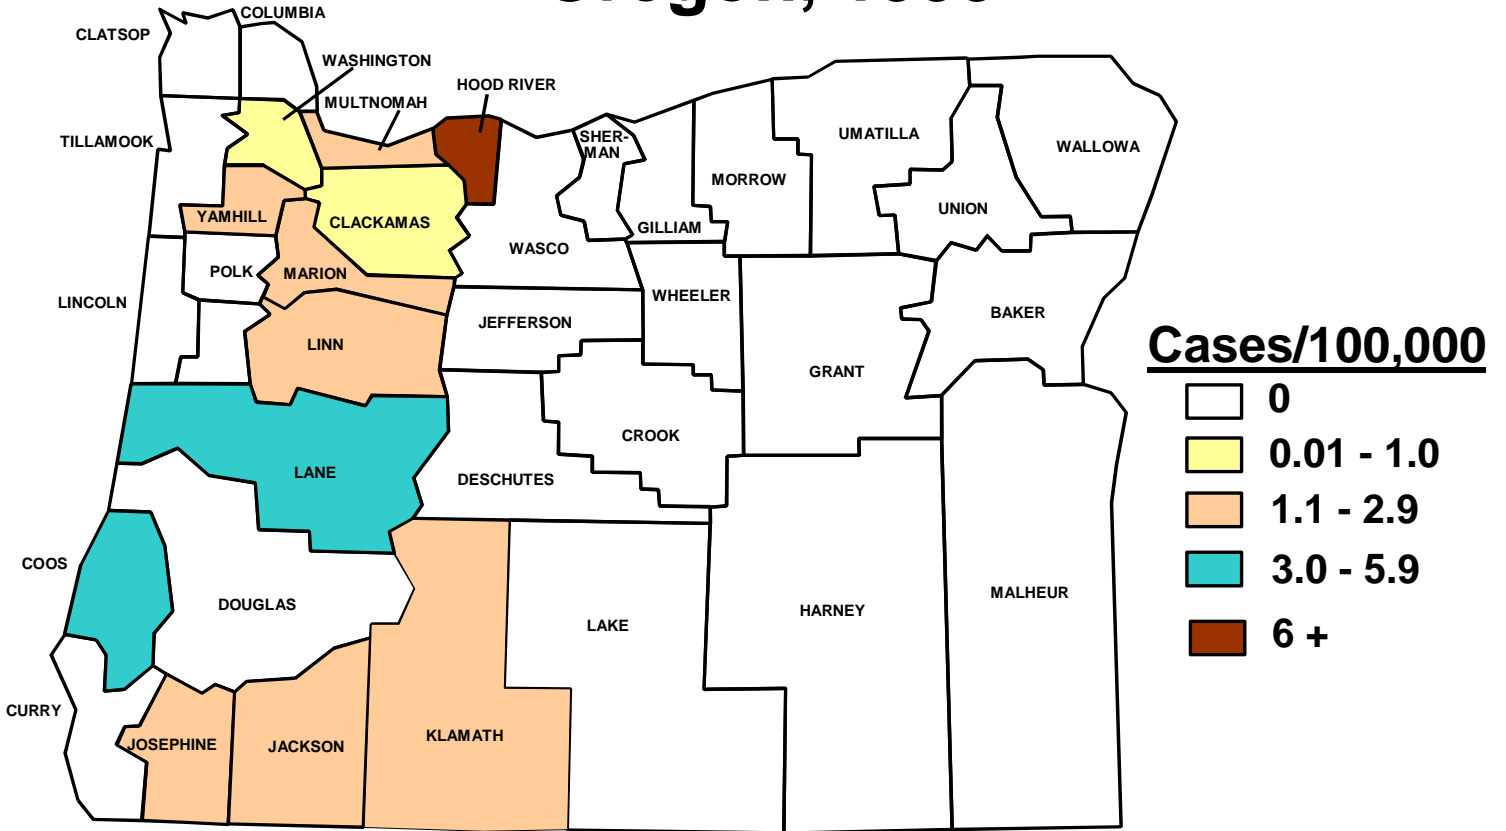 COLUMBIA
CLATSOP
WASHINGTON
HOOD RIVER
MULTNOMAH
TILLAMOOK
SHER-
MAN
UMATILLA
WALLOWA
MORROW
YAMHILL
CLACKAMAS
UNION
GILLIAM
WASCO
POLK
MARION
LINCOLN
WHEELER
JEFFERSON
BAKER
LINN
GRANT
CROOK
LANE
DESCHUTES
COOS
DOUGLAS
LAKE
HARNEY
MALHEUR
CURRY
JOSEPHINE
JACKSON
KLAMATH
Cases/100,000
0
0.01 - 1.0
1.1 - 2.9
3.0 - 5.9
6 +